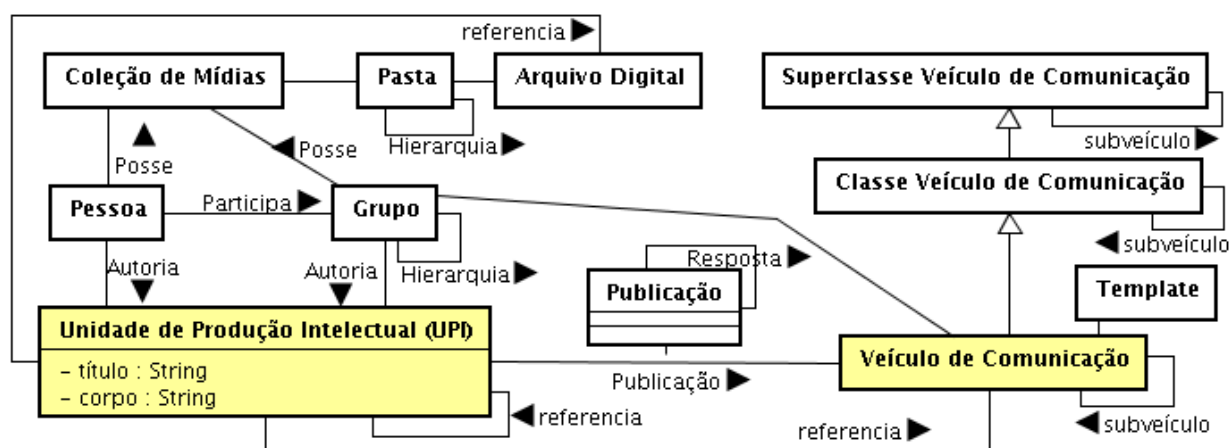 referencia
Coleção de Mídias
Pasta
Arquivo Digital
Superclasse Veículo de Comunicação
Hierarquia
subveículo
Posse
Posse
Classe Veículo de Comunicação
Pessoa
Participa
Grupo
subveículo
Autoria
Autoria
Hierarquia
Resposta
Publicação
Template
Unidade de Produção Intelectual (UPI)
– título : String
– corpo : String
Publicação
Veículo de Comunicação
referencia
referencia
subveículo